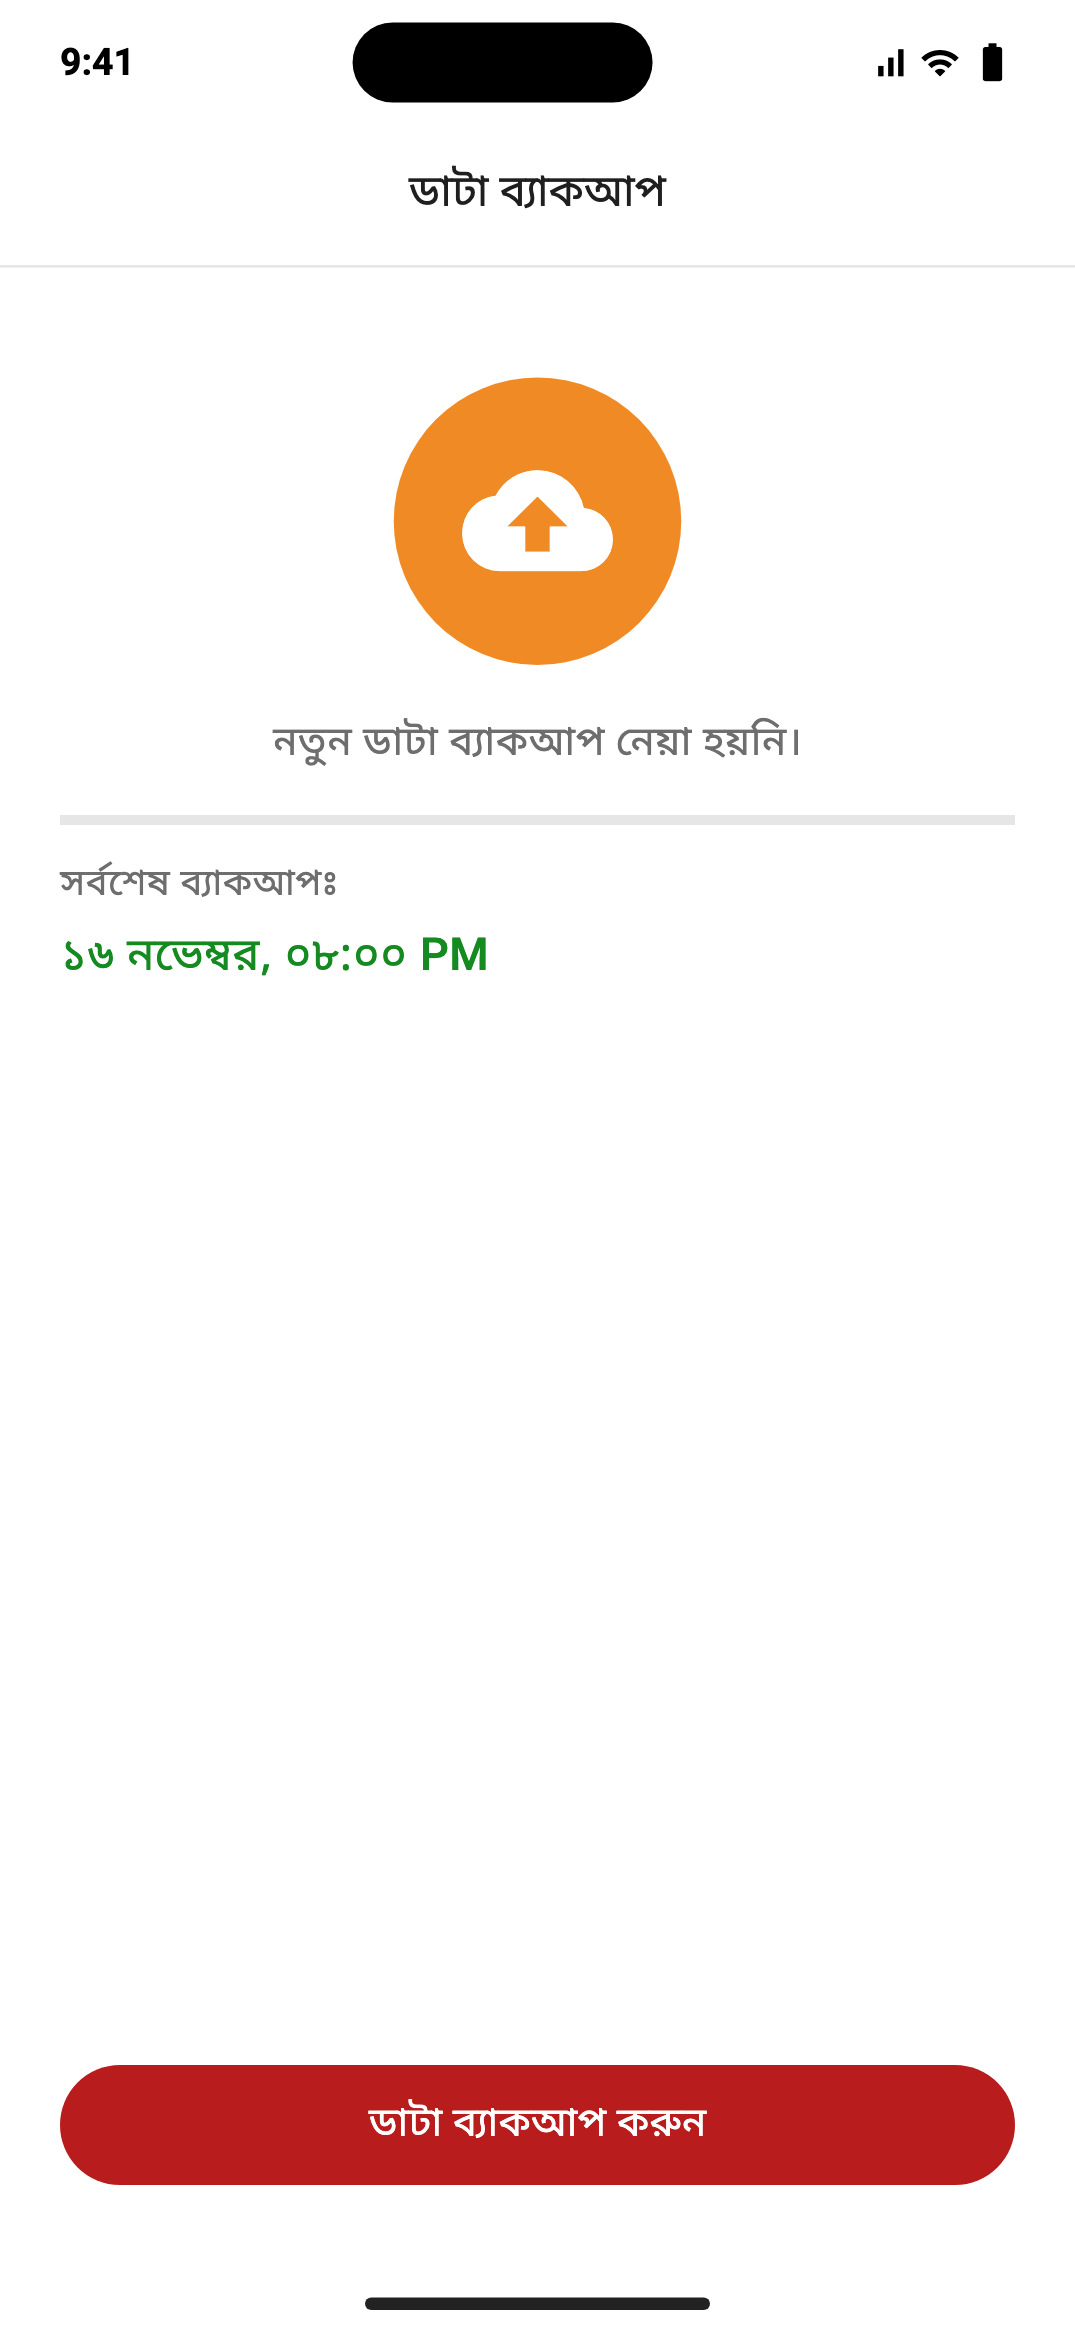 9:41
ডাটা ব্যাকআপ
নতুন ডাটা ব্যাকআপ নেয়া হয়নি।
সর্বশেষ ব্যাকআপঃ
১৬ নভেম্বর, ০৮:০০ PM
ডাটা ব্যাকআপ করুন